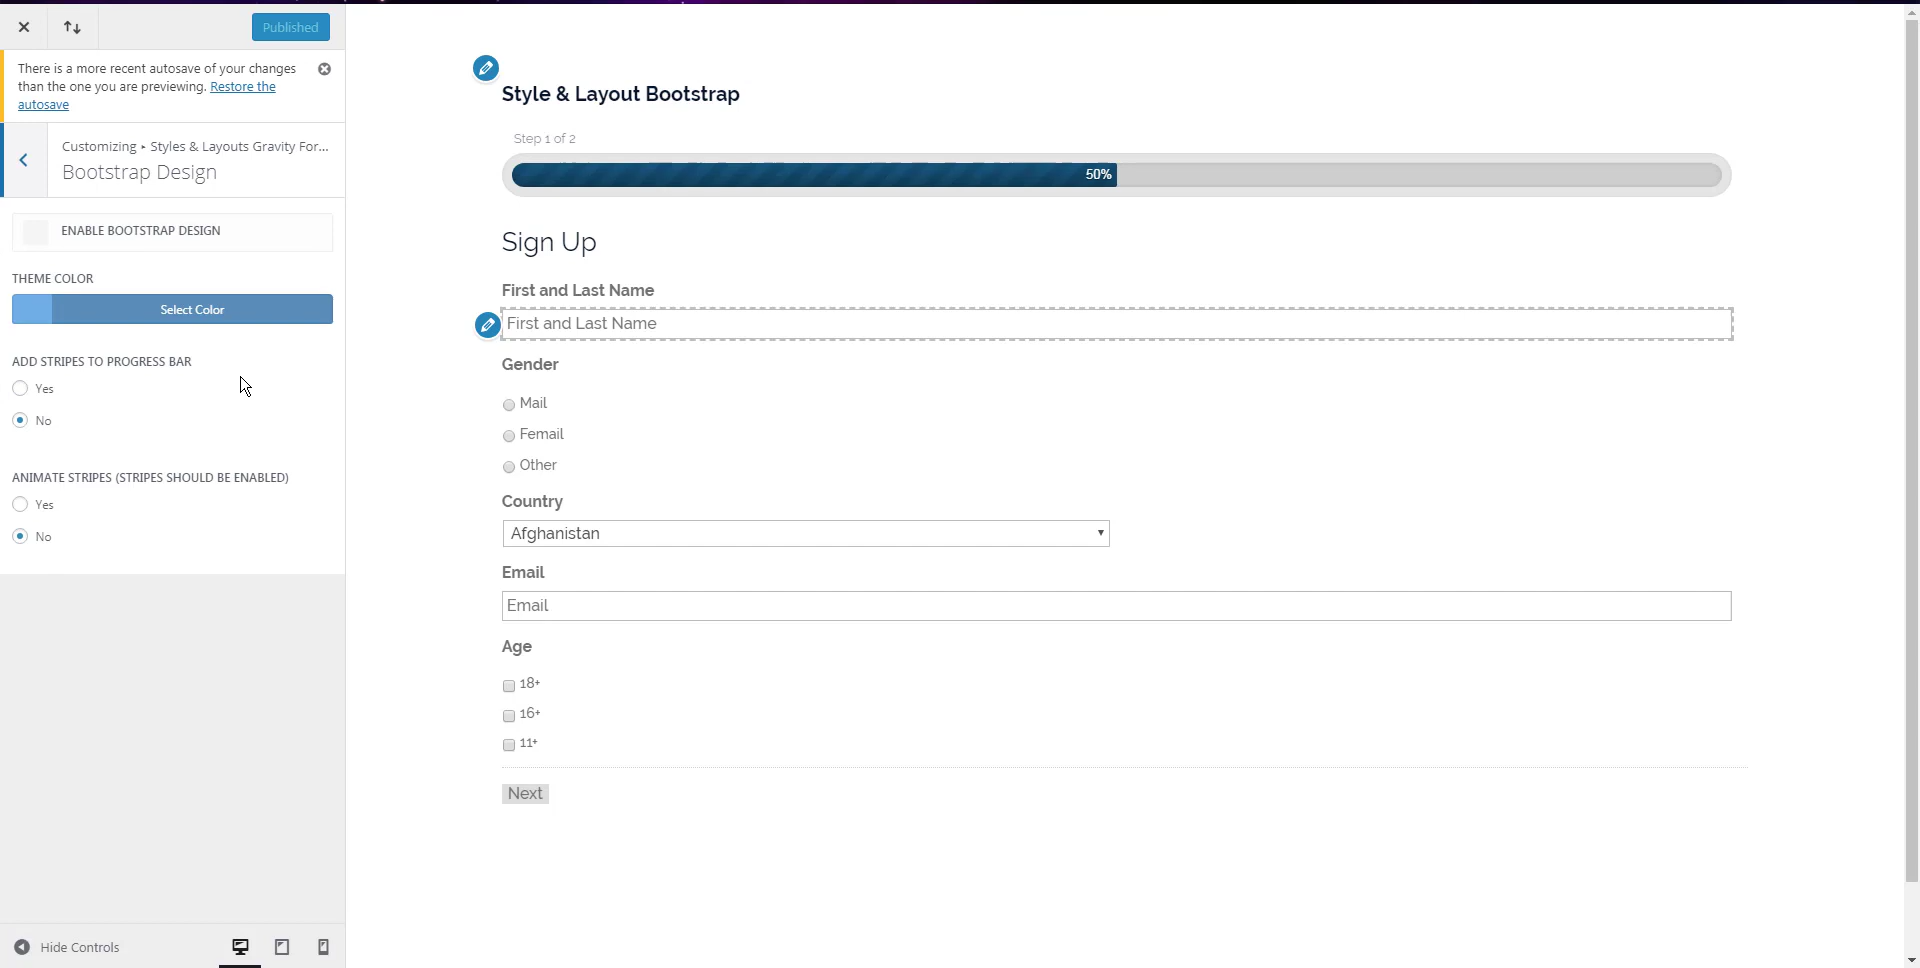 Published
There is a more recent autosave of your changes
than the one you are previewing. Restore the
autosave
Customizing ▸ Styles & Layouts Gravity For...
Bootstrap Design
ENABLE BOOTSTRAP DESIGN
THEME COLOR
Select Color
ADD STRIPES TO PROGRESS BAR
Yes
No
ANIMATE STRIPES (STRIPES SHOULD BE ENABLED)
Yes
No
Hide Controls
Style & Layout Bootstrap
Step 1 of 2
50%
Sign Up
First and Last Name
First and Last Name
Gender
Mail
Femail
Other
Country
Afghanistan
Email
Email
Age
18+
16+
11+
Next